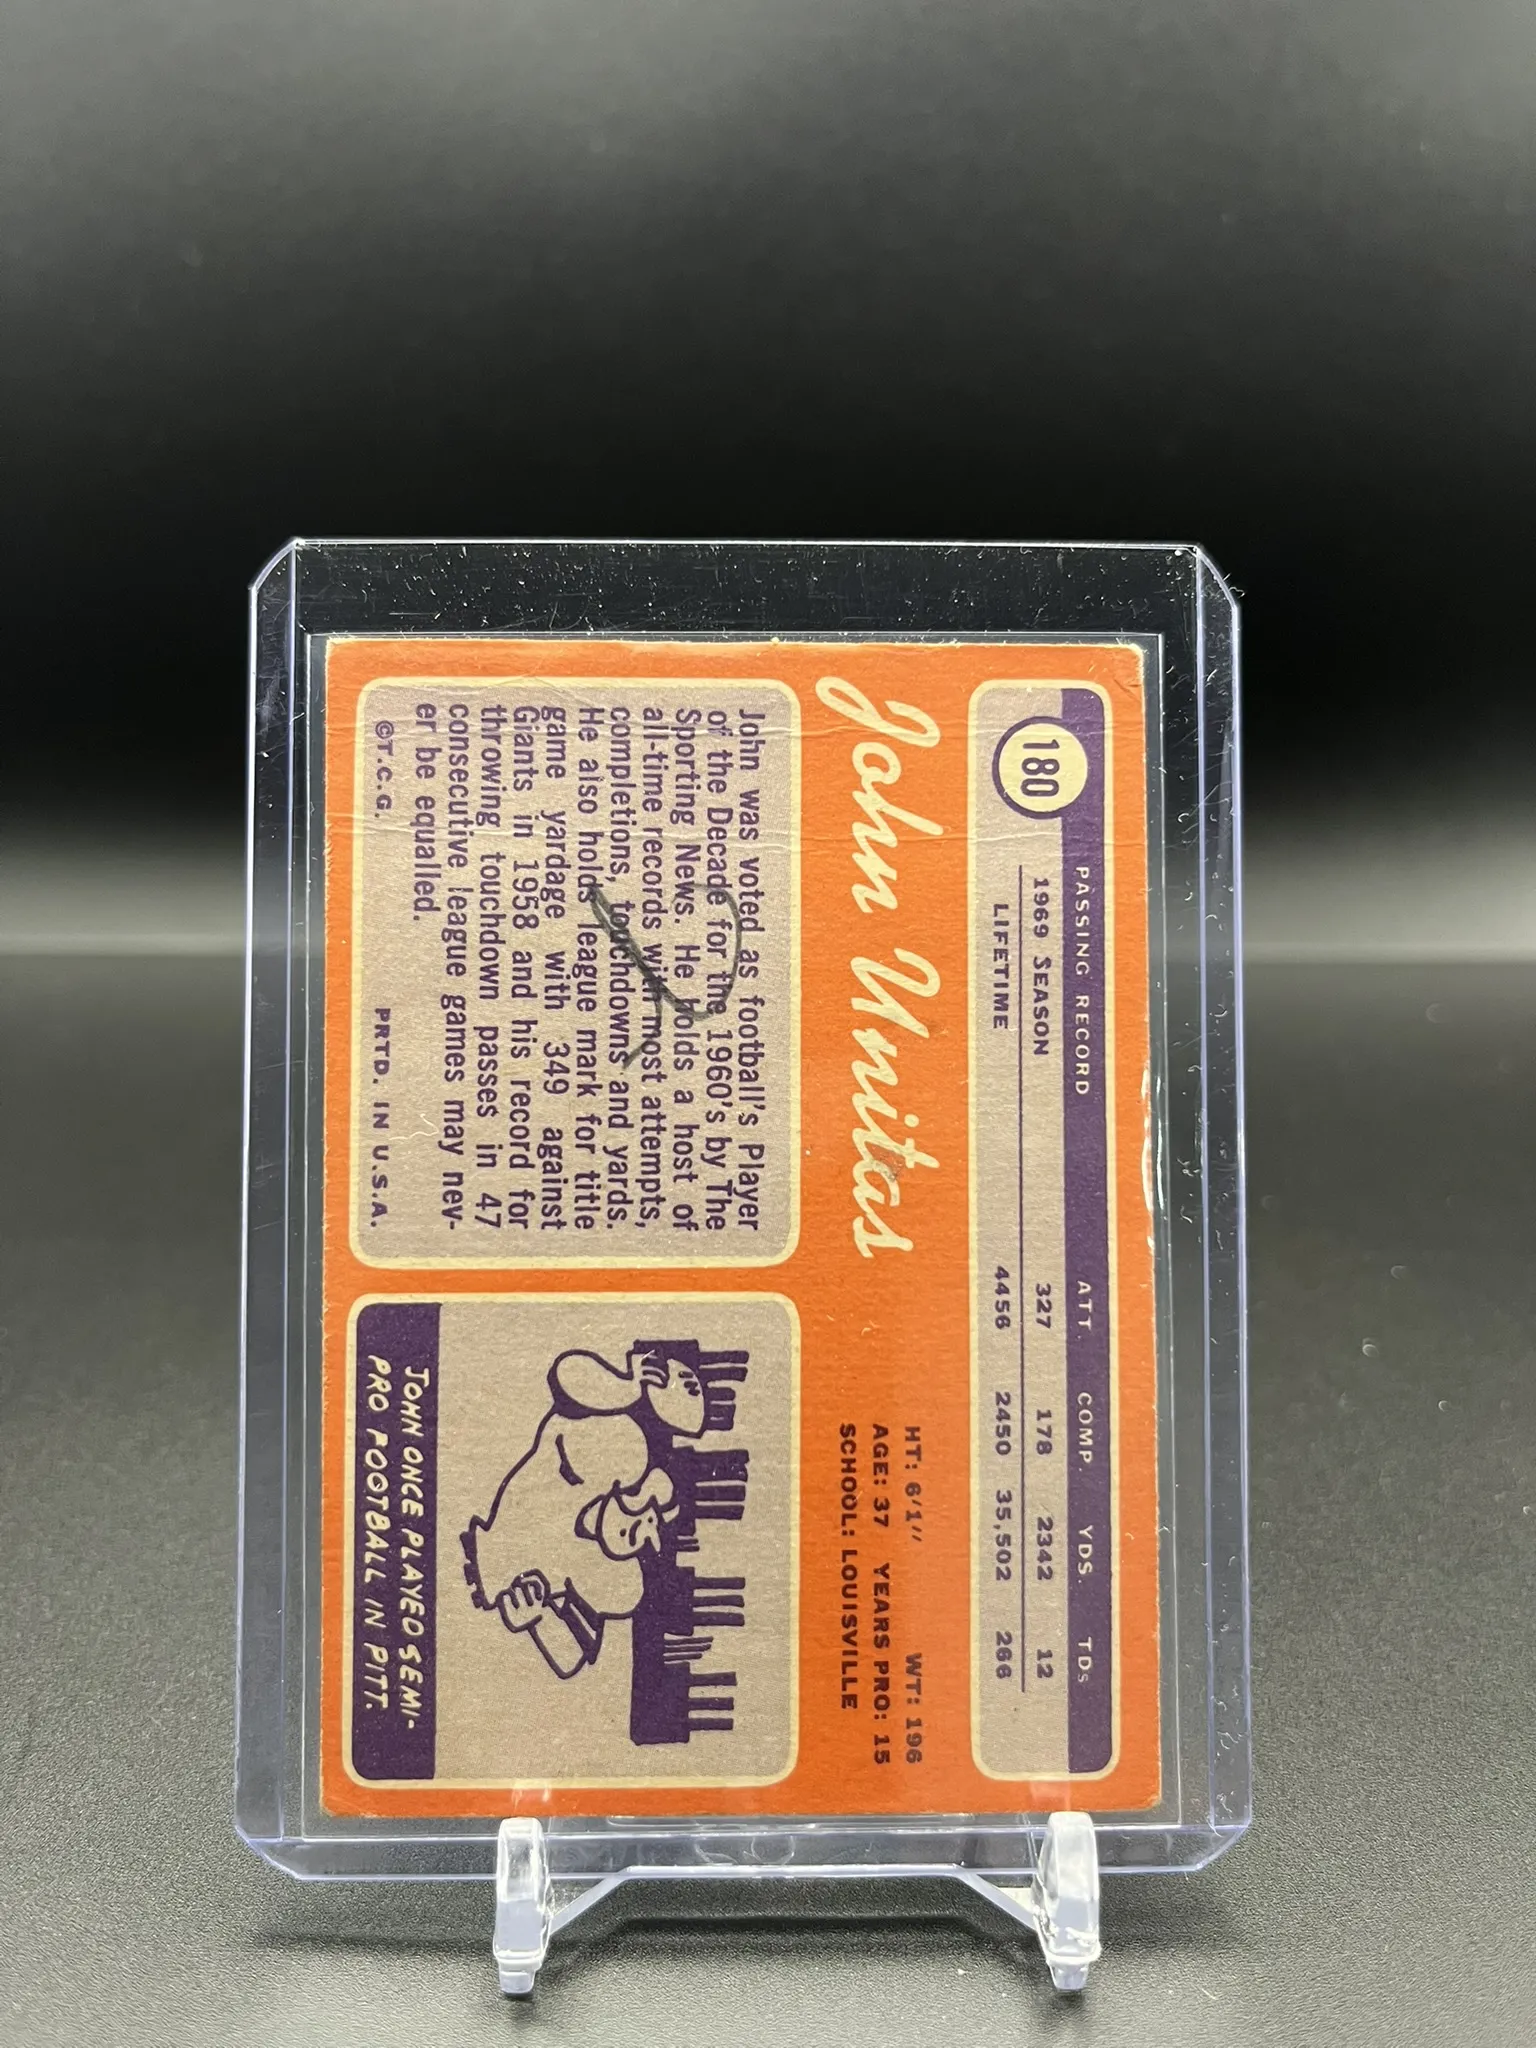 180
PASSING RECORD ATT. COMP. YDS. TDs
1969 SEASON 327 178 2342 12
LIFETIME 4456 2450 35,502 266
John Unitas
HT: 6'1" WT: 196
AGE: 37 YEARS PRO: 15
SCHOOL: LOUISVILLE
John was voted as football's Player
of the Decade for the 1960's by The
Sporting News. He holds a host of
all-time records with most attempts,
completions, touchdowns and yards.
He also holds league mark for title
game yardage with 349 against
Giants in 1958 and his record for
throwing touchdown passes in 47
consecutive league games may nev-
er be equalled.
©T.C.G. PRTD. IN U.S.A.
JOHN ONCE PLAYED SEMI-
PRO FOOTBALL IN PITT.